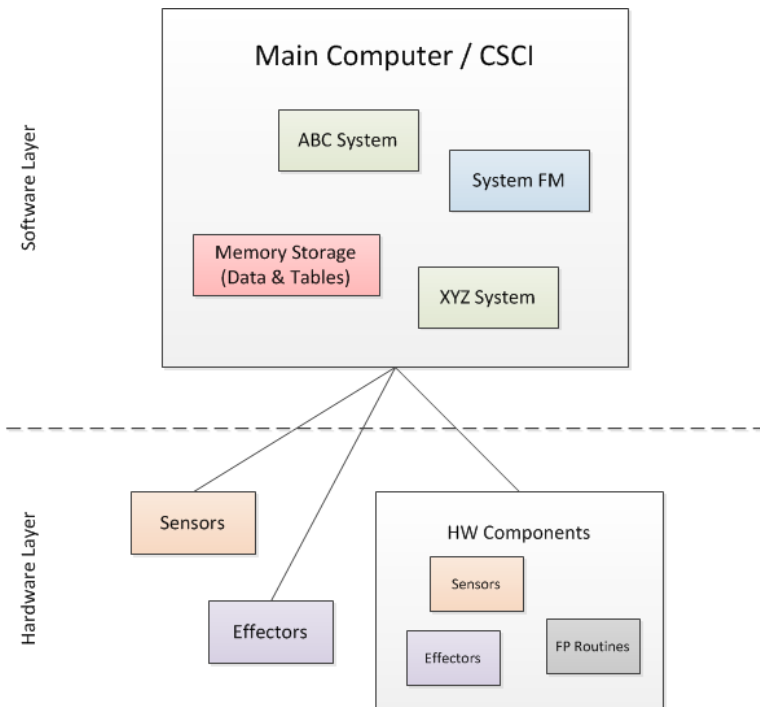 Main Computer / CSCI
Software Layer
ABC System
System FM
Memory Storage
(Data & Tables)
XYZ System
Hardware Layer
Sensors
HW Components
Sensors
Effectors
FP Routines
Effectors